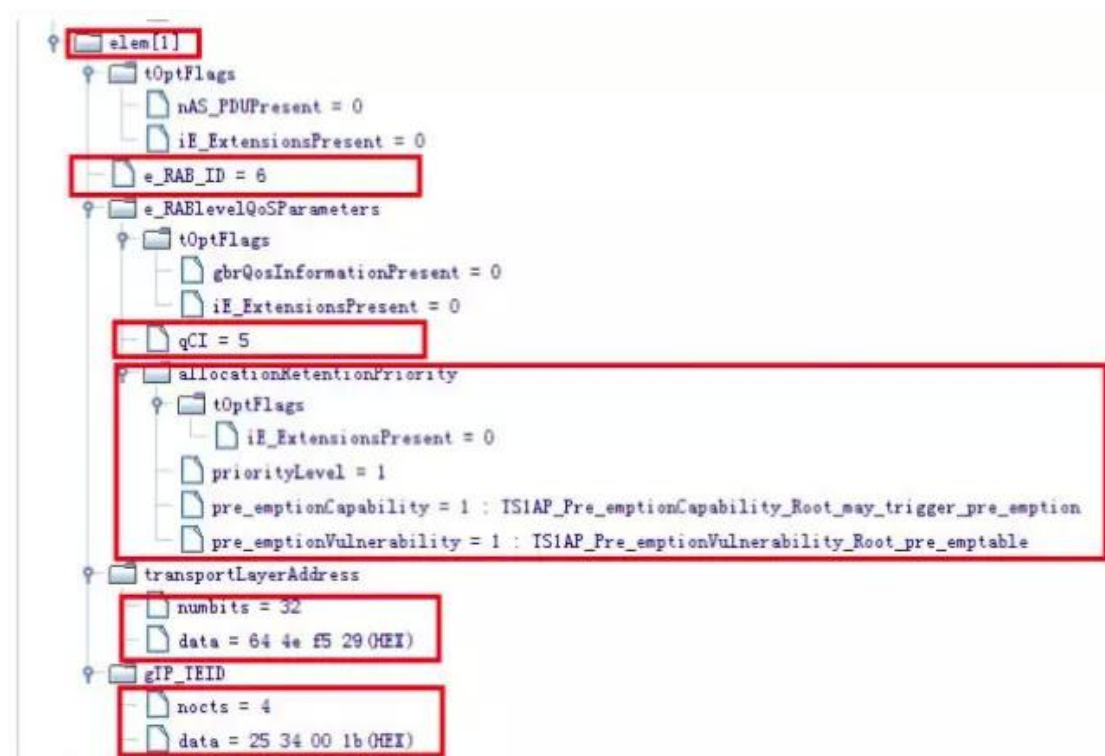 elem[1]
tOptFlags
nAS_PDUPresent = 0
iE_ExtensionsPresent = 0
e_RAB_ID = 6
e_RABlevelQoSParameters
tOptFlags
gbrQosInformationPresent = 0
iE_ExtensionsPresent = 0
qCI = 5
allocationRetentionPriority
tOptFlags
iE_ExtensionsPresent = 0
priorityLevel = 1
pre_emptionCapability = 1 : TS1AP_Pre_emptionCapability_Root_may_trigger_pre_emption
pre_emptionVulnerability = 1 : TS1AP_Pre_emptionVulnerability_Root_pre_emptable
transportLayerAddress
numbits = 32
data = 64 4e f5 29(HEX)
gTP_TEID
nocts = 4
data = 25 34 00 1b(HEX)